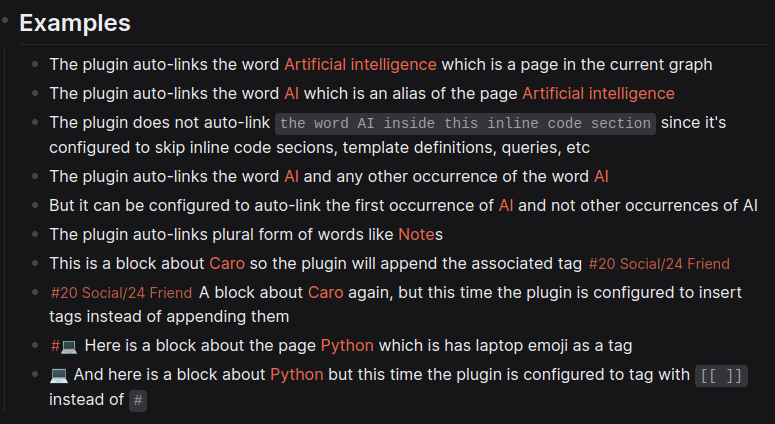 Examples
The plugin auto-links the word Artificial intelligence which is a page in the current graph
The plugin auto-links the word AI which is an alias of the page Artificial intelligence
The plugin does not auto-link the word AI inside this inline code section since it's
configured to skip inline code secions, template definitions, queries, etc
The plugin auto-links the word AI and any other occurrence of the word AI
But it can be configured to auto-link the first occurrence of AI and not other occurrences of AI
The plugin auto-links plural form of words like Notes
This is a block about Caro so the plugin will append the associated tag #20 Social/24 Friend
#20 Social/24 Friend A block about Caro again, but this time the plugin is configured to insert
tags instead of appending them
#💻 Here is a block about the page Python which is has laptop emoji as a tag
💻 And here is a block about Python but this time the plugin is configured to tag with [[ ]]
instead of #